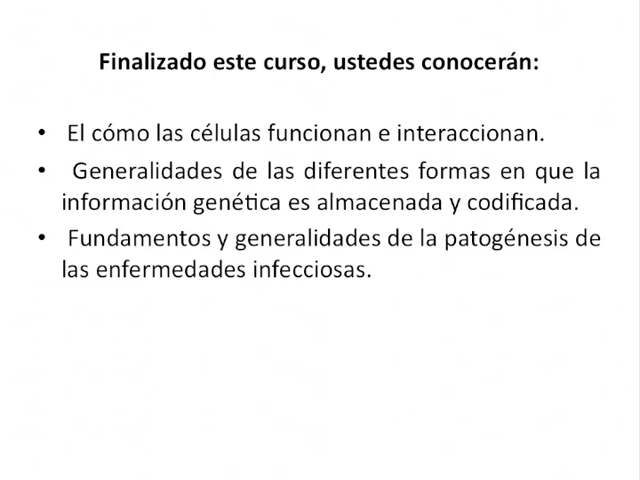 Finalizado este curso, ustedes conocerán:
• El cómo las células funcionan e interaccionan.
• Generalidades de las diferentes formas en que la
información genética es almacenada y codificada.
• Fundamentos y generalidades de la patogénesis de
las enfermedades infecciosas.